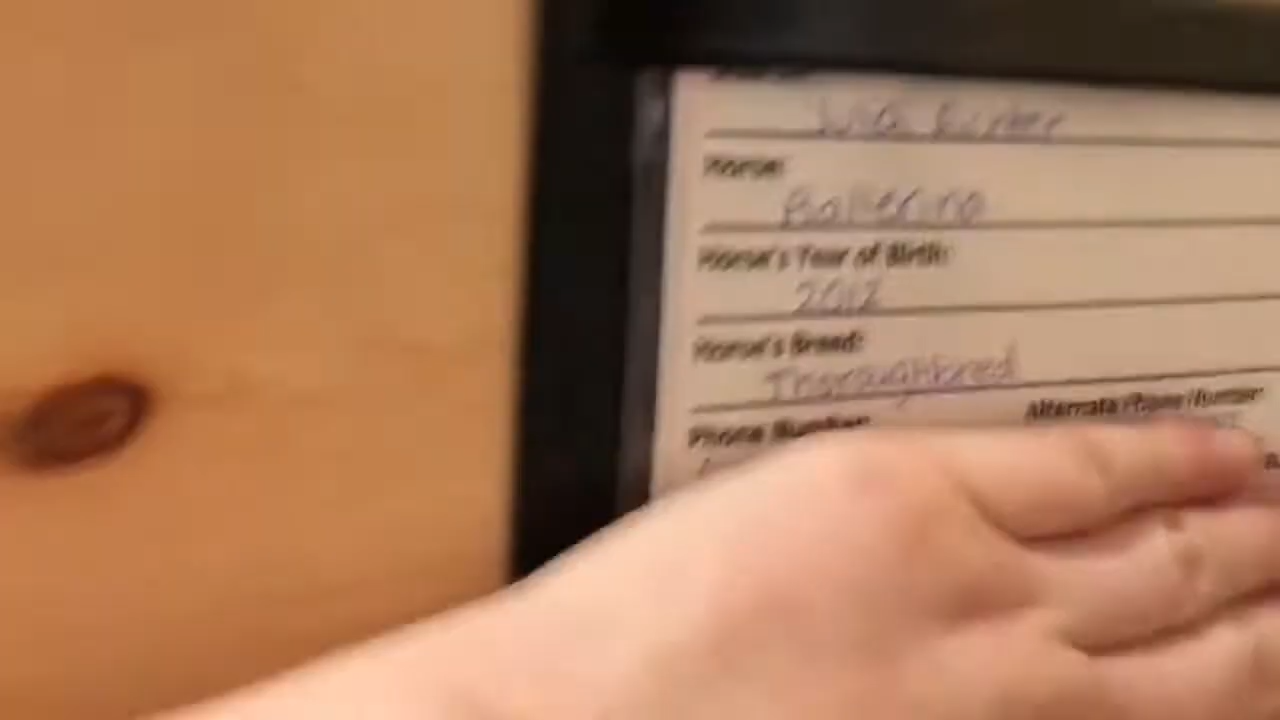 Horse:
Ballerina
Horse's Year of Birth:
2012
Horse's Breed:
Thoroughbred
Phone Number:
Alternate Phone Number: